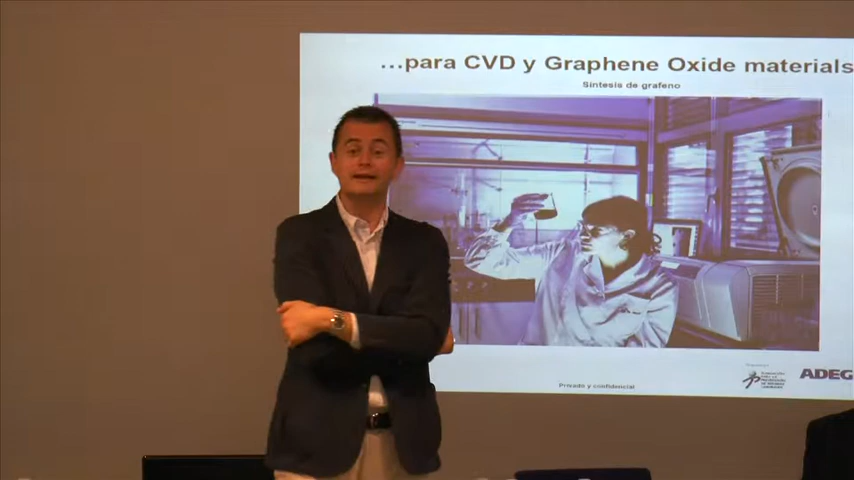 ...para CVD y Graphene Oxide materials
Síntesis de grafeno
Privado y confidencial
ADEG